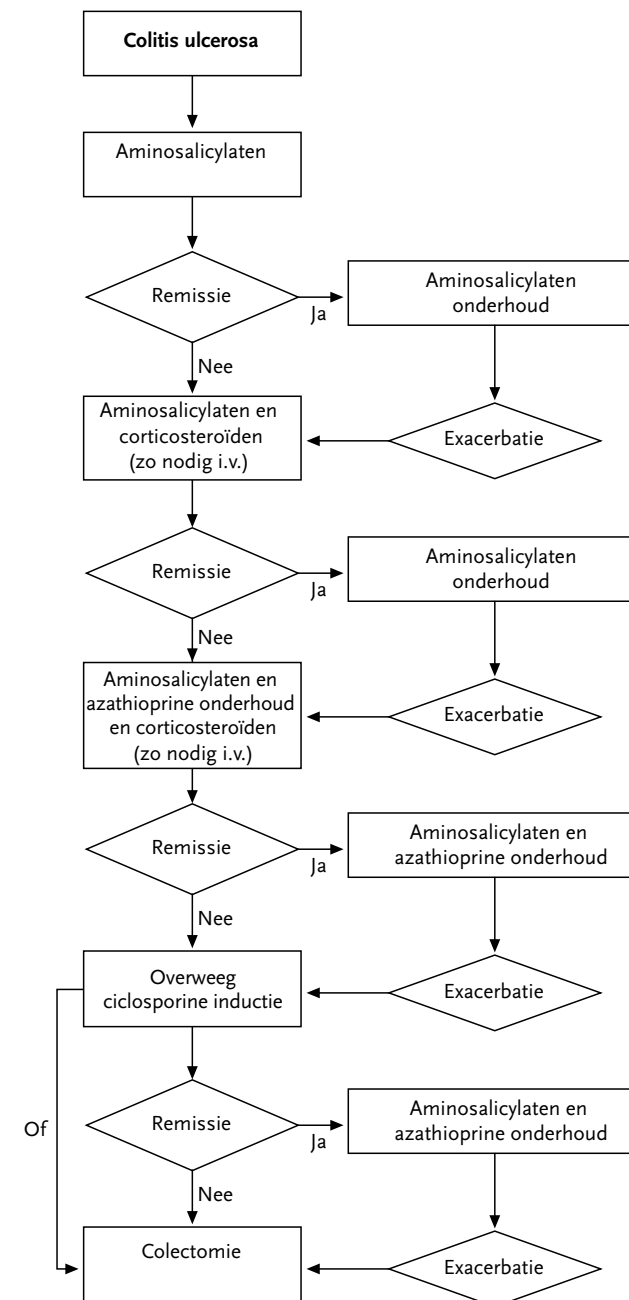 Colitis ulcerosa
Aminosalicylaten
Remissie
Ja
Aminosalicylaten
onderhoud
Nee
Aminosalicylaten en
corticosteroïden
(zo nodig i.v.)
Exacerbatie
Remissie
Ja
Aminosalicylaten
onderhoud
Nee
Aminosalicylaten en
azathioprine onderhoud
en corticosteroïden
(zo nodig i.v.)
Exacerbatie
Remissie
Ja
Aminosalicylaten en
azathioprine onderhoud
Nee
Overweeg
ciclosporine inductie
Exacerbatie
Of
Remissie
Ja
Aminosalicylaten en
azathioprine onderhoud
Nee
Colectomie
Exacerbatie